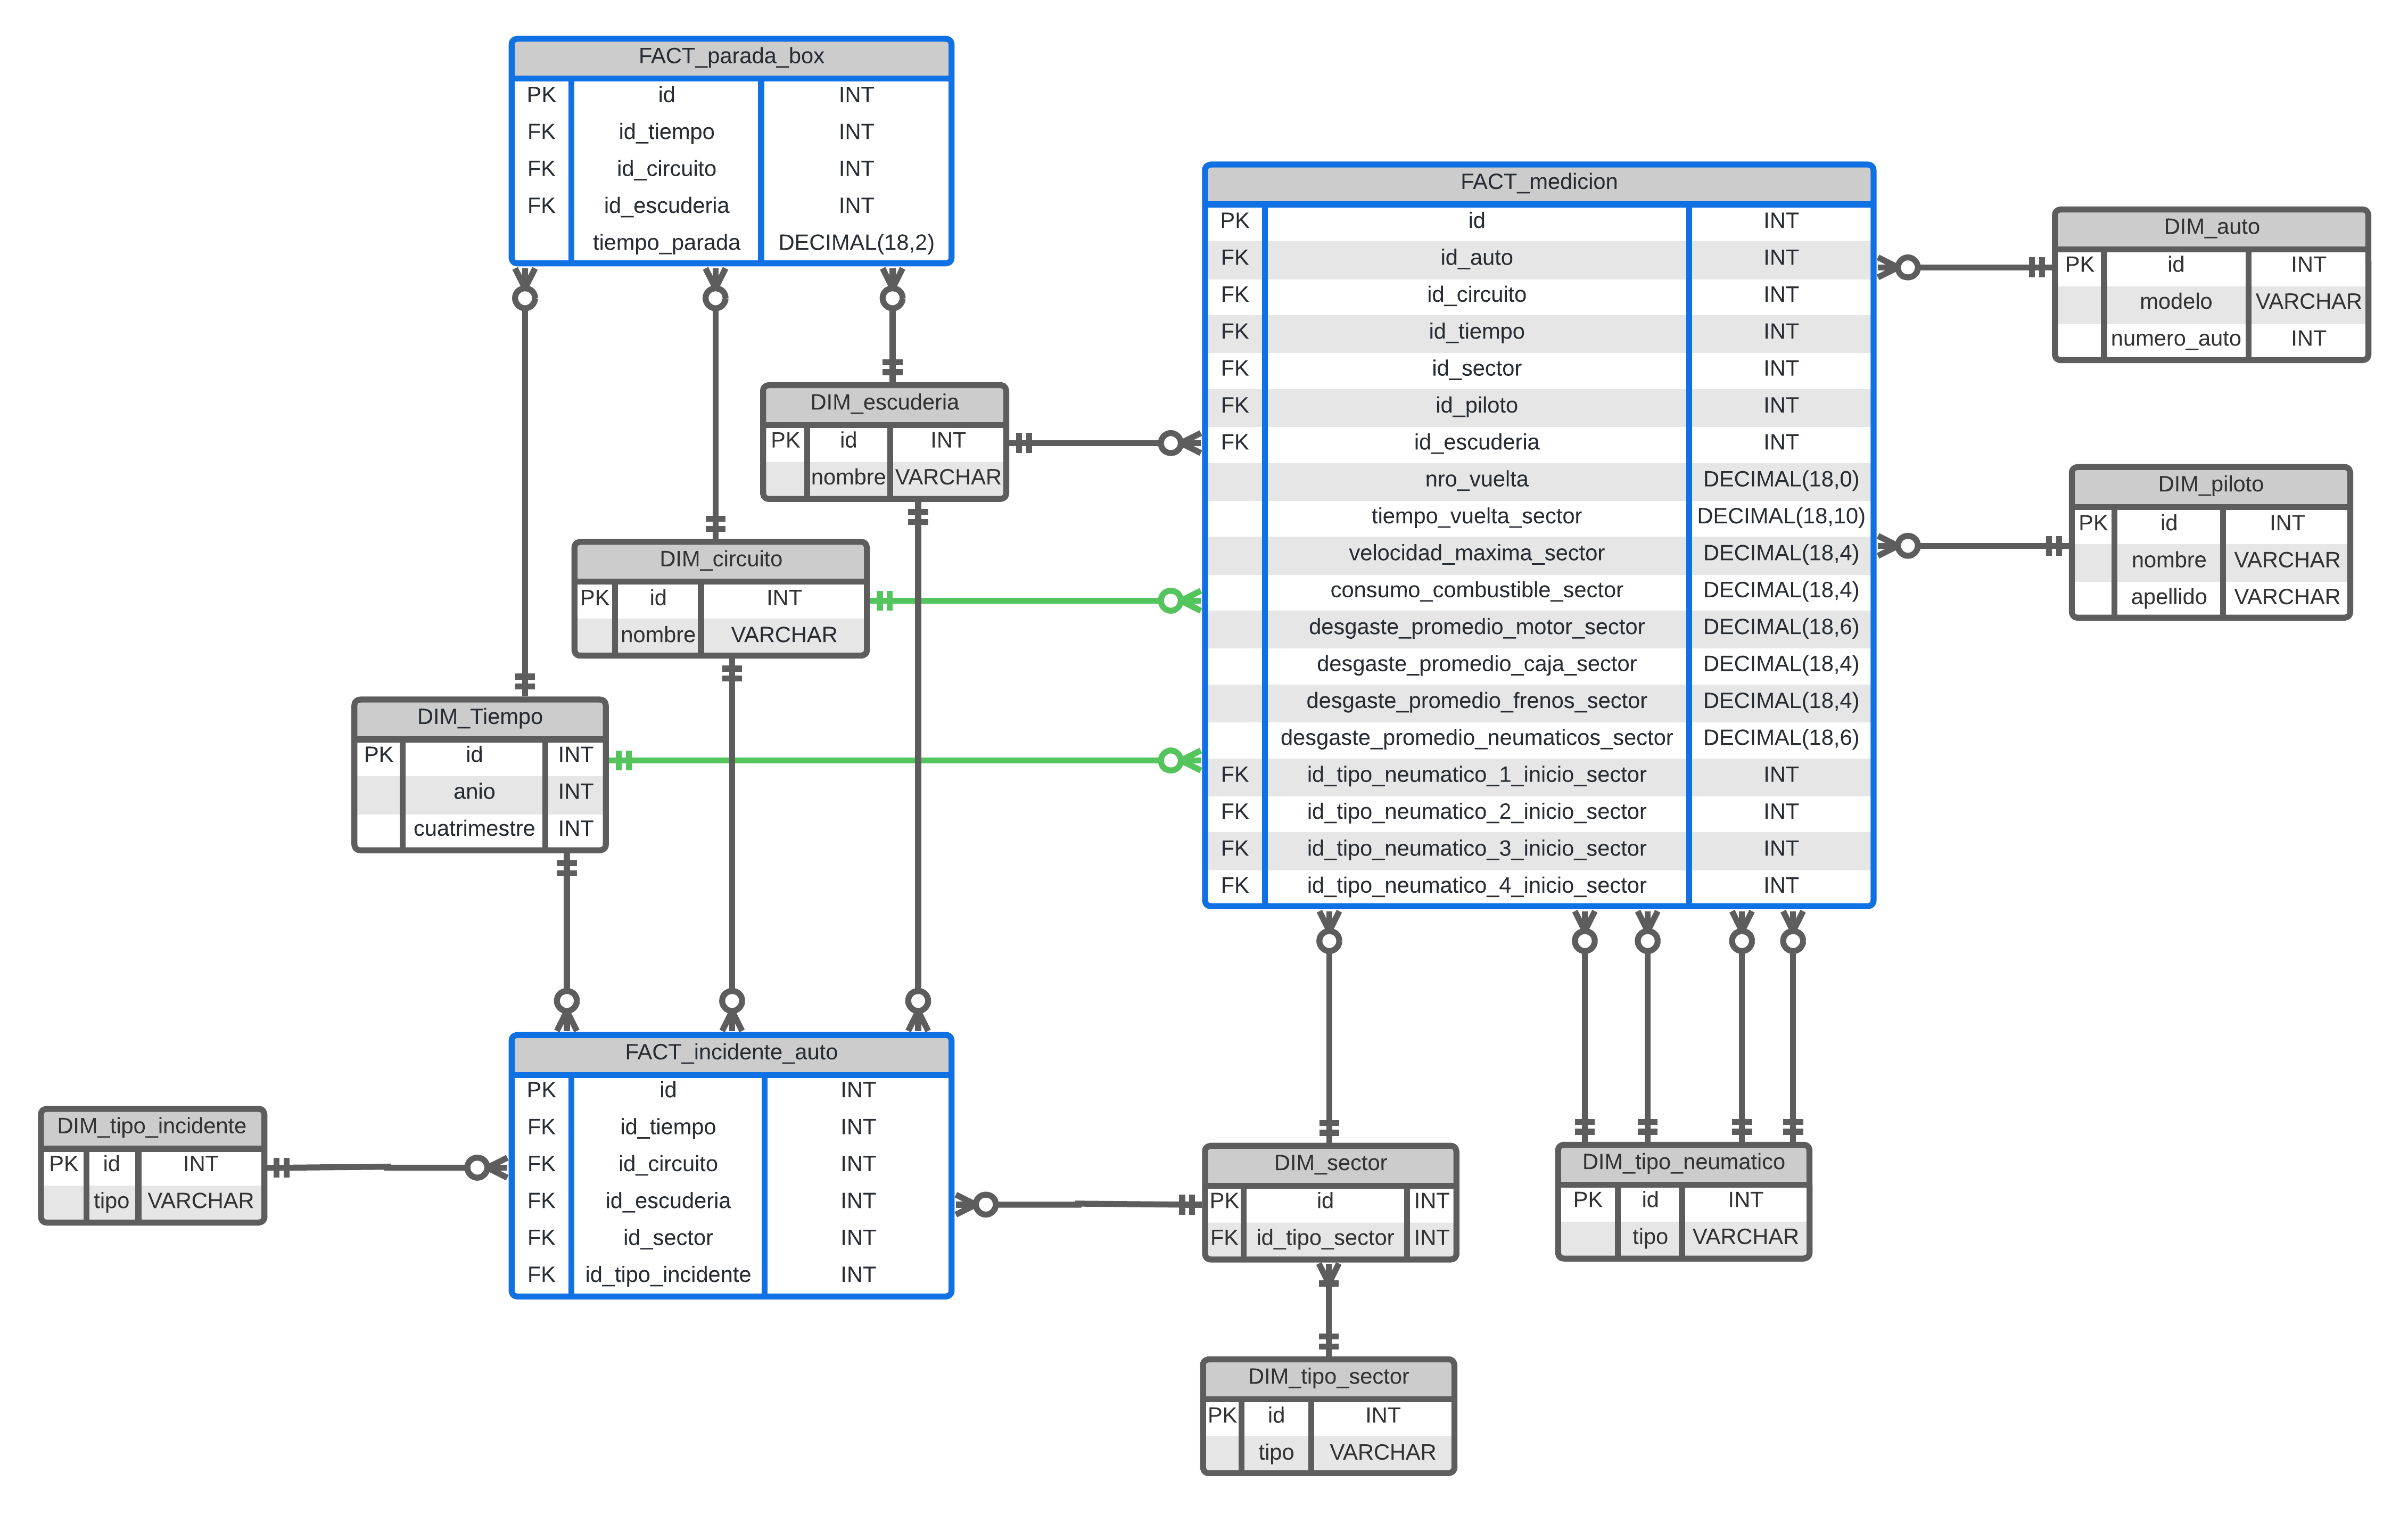 FACT_parada_box
PK id INT
FK id_tiempo INT
FK id_circuito INT
FK id_escuderia INT
tiempo_parada DECIMAL(18,2)
FACT_medicion
PK id INT
FK id_auto INT
FK id_circuito INT
FK id_tiempo INT
FK id_sector INT
FK id_piloto INT
FK id_escuderia INT
nro_vuelta DECIMAL(18,0)
tiempo_vuelta_sector DECIMAL(18,10)
velocidad_maxima_sector DECIMAL(18,4)
consumo_combustible_sector DECIMAL(18,4)
desgaste_promedio_motor_sector DECIMAL(18,6)
desgaste_promedio_caja_sector DECIMAL(18,4)
desgaste_promedio_frenos_sector DECIMAL(18,4)
desgaste_promedio_neumaticos_sector DECIMAL(18,6)
FK id_tipo_neumatico_1_inicio_sector INT
FK id_tipo_neumatico_2_inicio_sector INT
FK id_tipo_neumatico_3_inicio_sector INT
FK id_tipo_neumatico_4_inicio_sector INT
DIM_auto
PK id INT
modelo VARCHAR
numero_auto INT
DIM_escuderia
PK id INT
nombre VARCHAR
DIM_piloto
PK id INT
nombre VARCHAR
apellido VARCHAR
DIM_circuito
PK id INT
nombre VARCHAR
DIM_Tiempo
PK id INT
anio INT
cuatrimestre INT
FACT_incidente_auto
PK id INT
FK id_tiempo INT
FK id_circuito INT
FK id_escuderia INT
FK id_sector INT
FK id_tipo_incidente INT
DIM_tipo_incidente
PK id INT
tipo VARCHAR
DIM_sector
PK id INT
FK id_tipo_sector INT
DIM_tipo_neumatico
PK id INT
tipo VARCHAR
DIM_tipo_sector
PK id INT
tipo VARCHAR